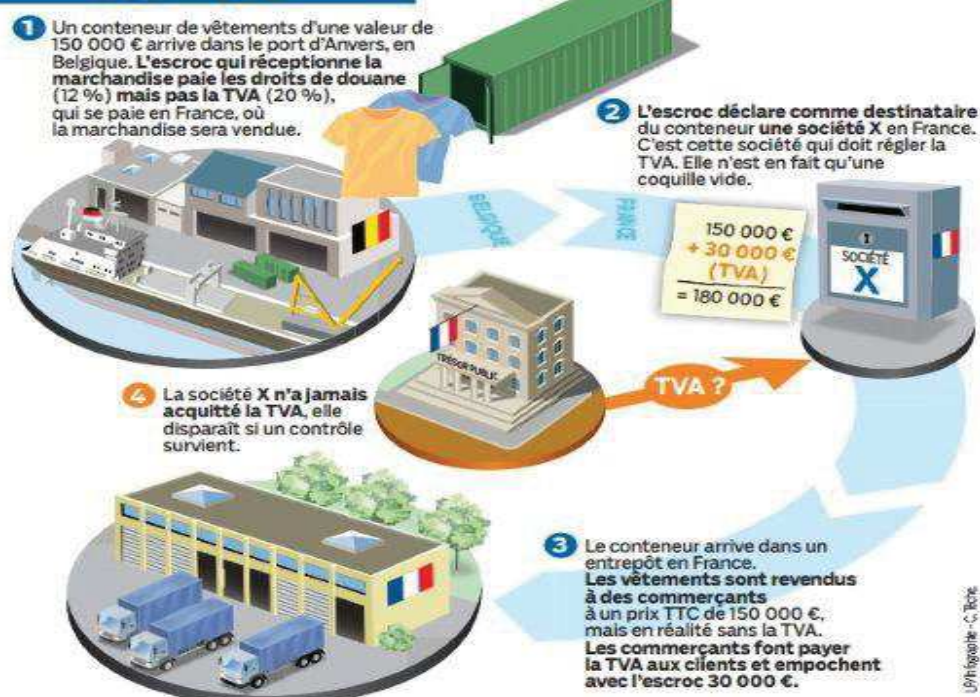 1 Un conteneur de vêtements d'une valeur de
150 000 € arrive dans le port d'Anvers, en
Belgique. L'escroc qui réceptionne la
marchandise paie les droits de douane
(12 %) mais pas la TVA (20 %),
qui se paie en France, où
la marchandise sera vendue.
2 L'escroc déclare comme destinataire
du conteneur une société X en France.
C'est cette société qui doit régler la
TVA. Elle n'est en fait qu'une
coquille vide.
BELGIQUE
FRANCE
150 000 €
+ 30 000 €
(TVA)
= 180 000 €
1
SOCIÉTÉ
X
TRÉSOR PUBLIC
TVA ?
4 La société X n'a jamais
acquitté la TVA, elle
disparaît si un contrôle
survient.
3 Le conteneur arrive dans un
entrepôt en France.
Les vêtements sont revendus
à des commerçants
à un prix TTC de 150 000 €,
mais en réalité sans la TVA.
Les commerçants font payer
la TVA aux clients et empochent
avec l'escroc 30 000 €.